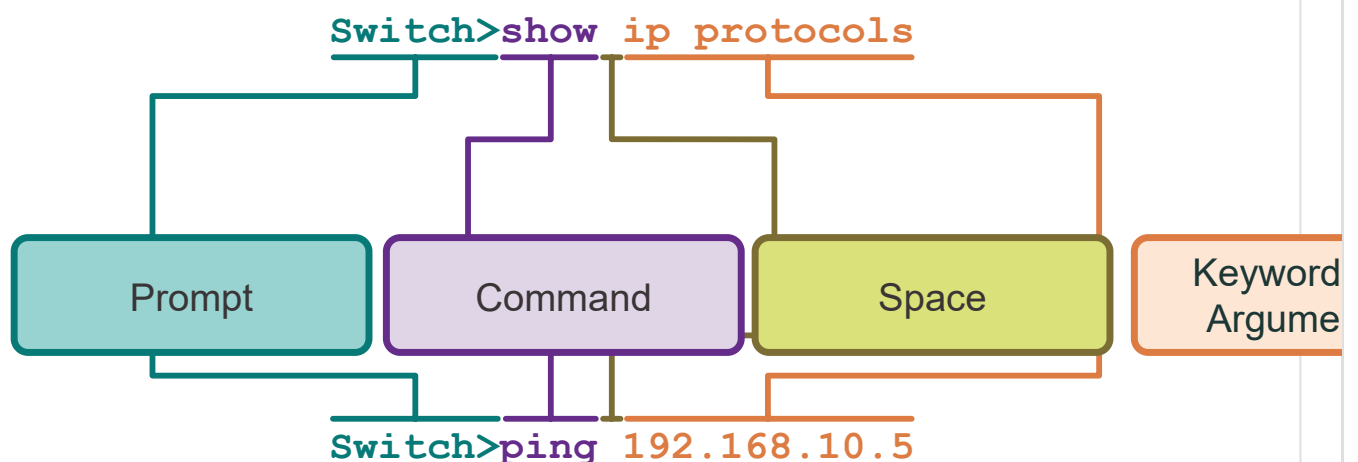 Switch>show ip protocols
Prompt
Command
Space
Keyword
Argume
Switch>ping 192.168.10.5